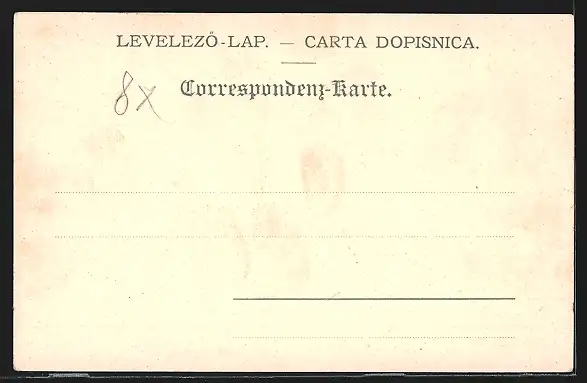 LEVELEZŐ-LAP. — CARTA DOPISNICA.
Correspondenz-Karte.
8x